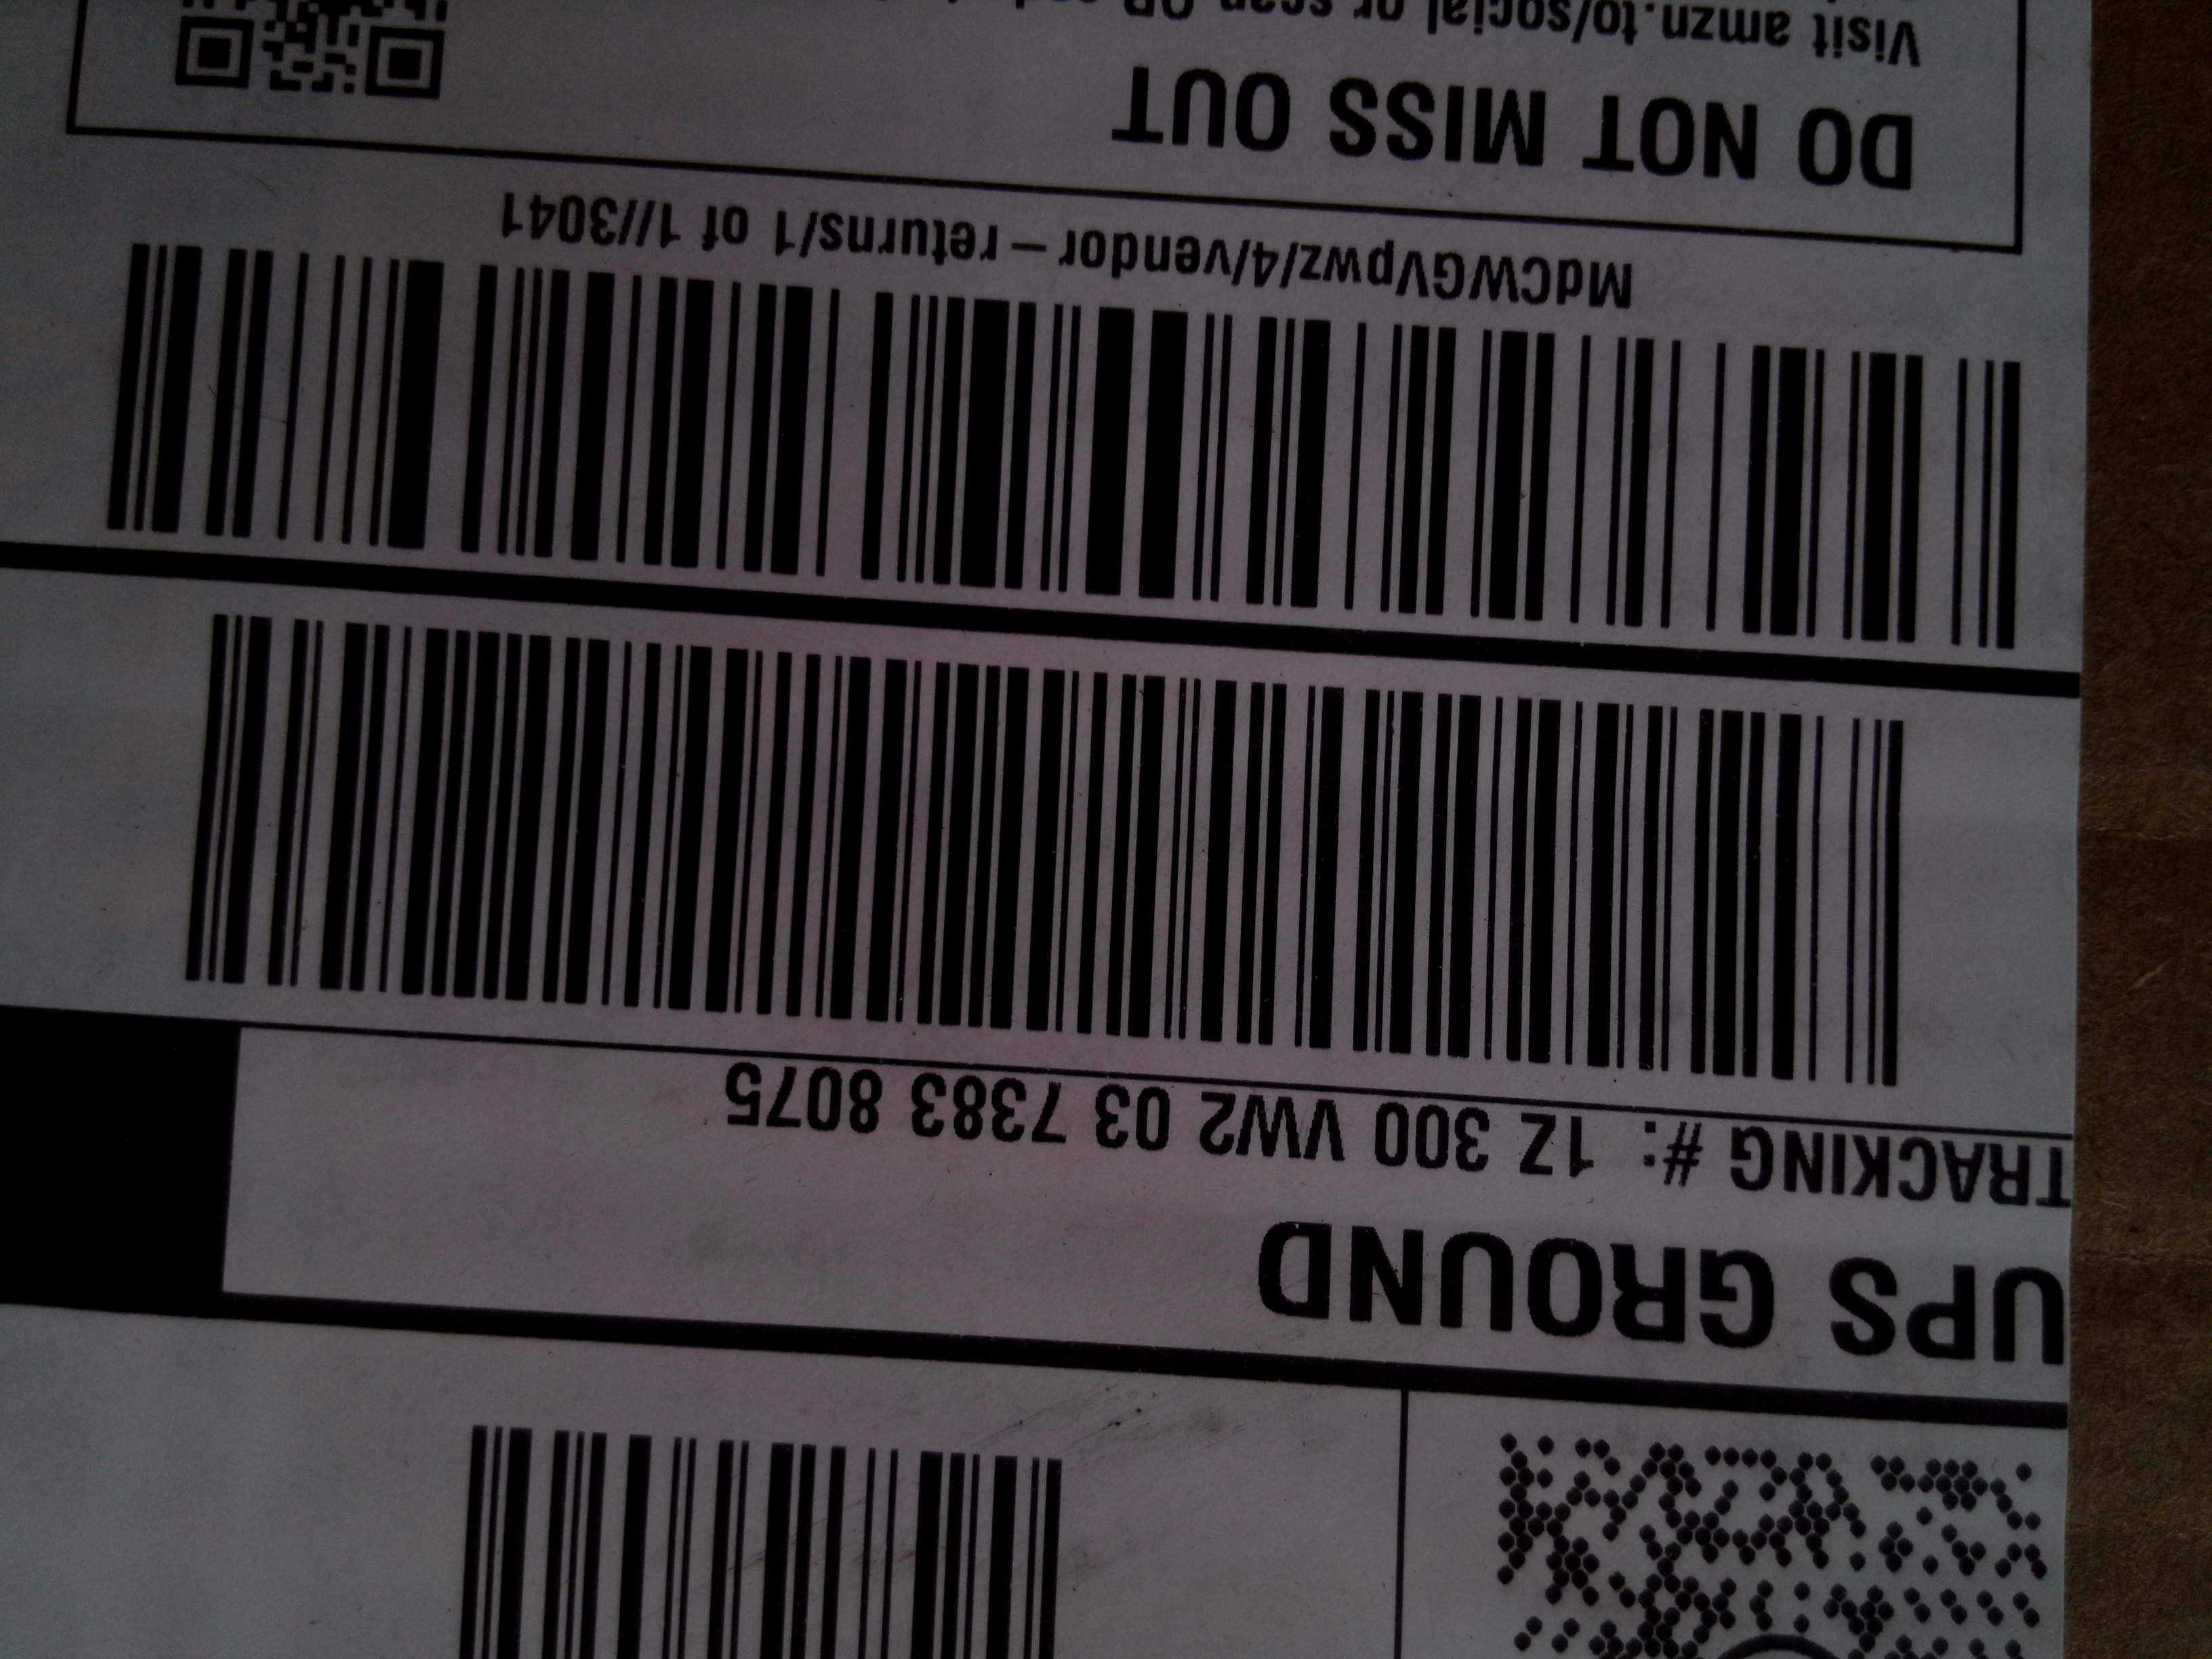 UPS GROUND
TRACKING #: 1Z 300 VW2 03 7383 8075
MdCWGVpwz/4/vendor-returns/1 of 1//3041
DO NOT MISS OUT
Visit amzn.to/social or scan QR